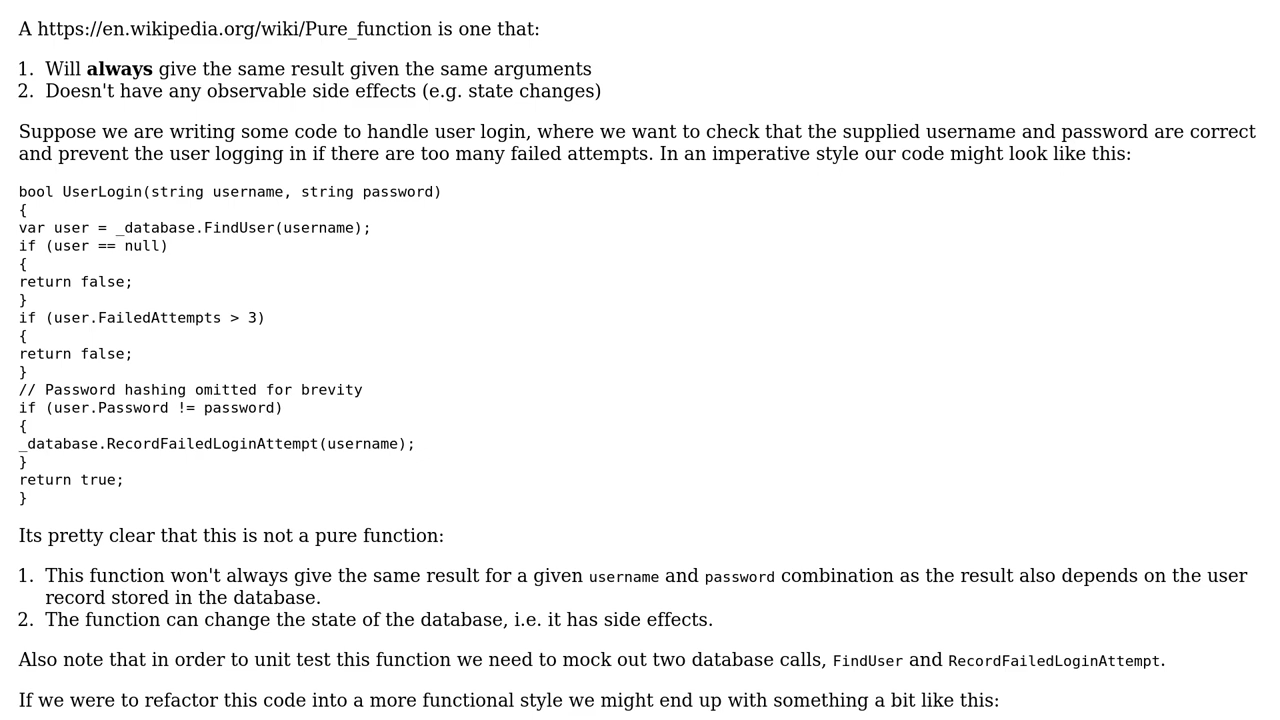 A https://en.wikipedia.org/wiki/Pure_function is one that:
1. Will always give the same result given the same arguments
2. Doesn't have any observable side effects (e.g. state changes)
Suppose we are writing some code to handle user login, where we want to check that the supplied username and password are correct
and prevent the user logging in if there are too many failed attempts. In an imperative style our code might look like this:
bool UserLogin(string username, string password)
{
var user = _database.FindUser(username);
if (user == null)
{
return false;
}
if (user.FailedAttempts > 3)
{
return false;
}
// Password hashing omitted for brevity
if (user.Password != password)
{
_database.RecordFailedLoginAttempt(username);
}
return true;
}
Its pretty clear that this is not a pure function:
1. This function won't always give the same result for a given username and password combination as the result also depends on the user
record stored in the database.
2. The function can change the state of the database, i.e. it has side effects.
Also note that in order to unit test this function we need to mock out two database calls, FindUser and RecordFailedLoginAttempt.
If we were to refactor this code into a more functional style we might end up with something a bit like this: